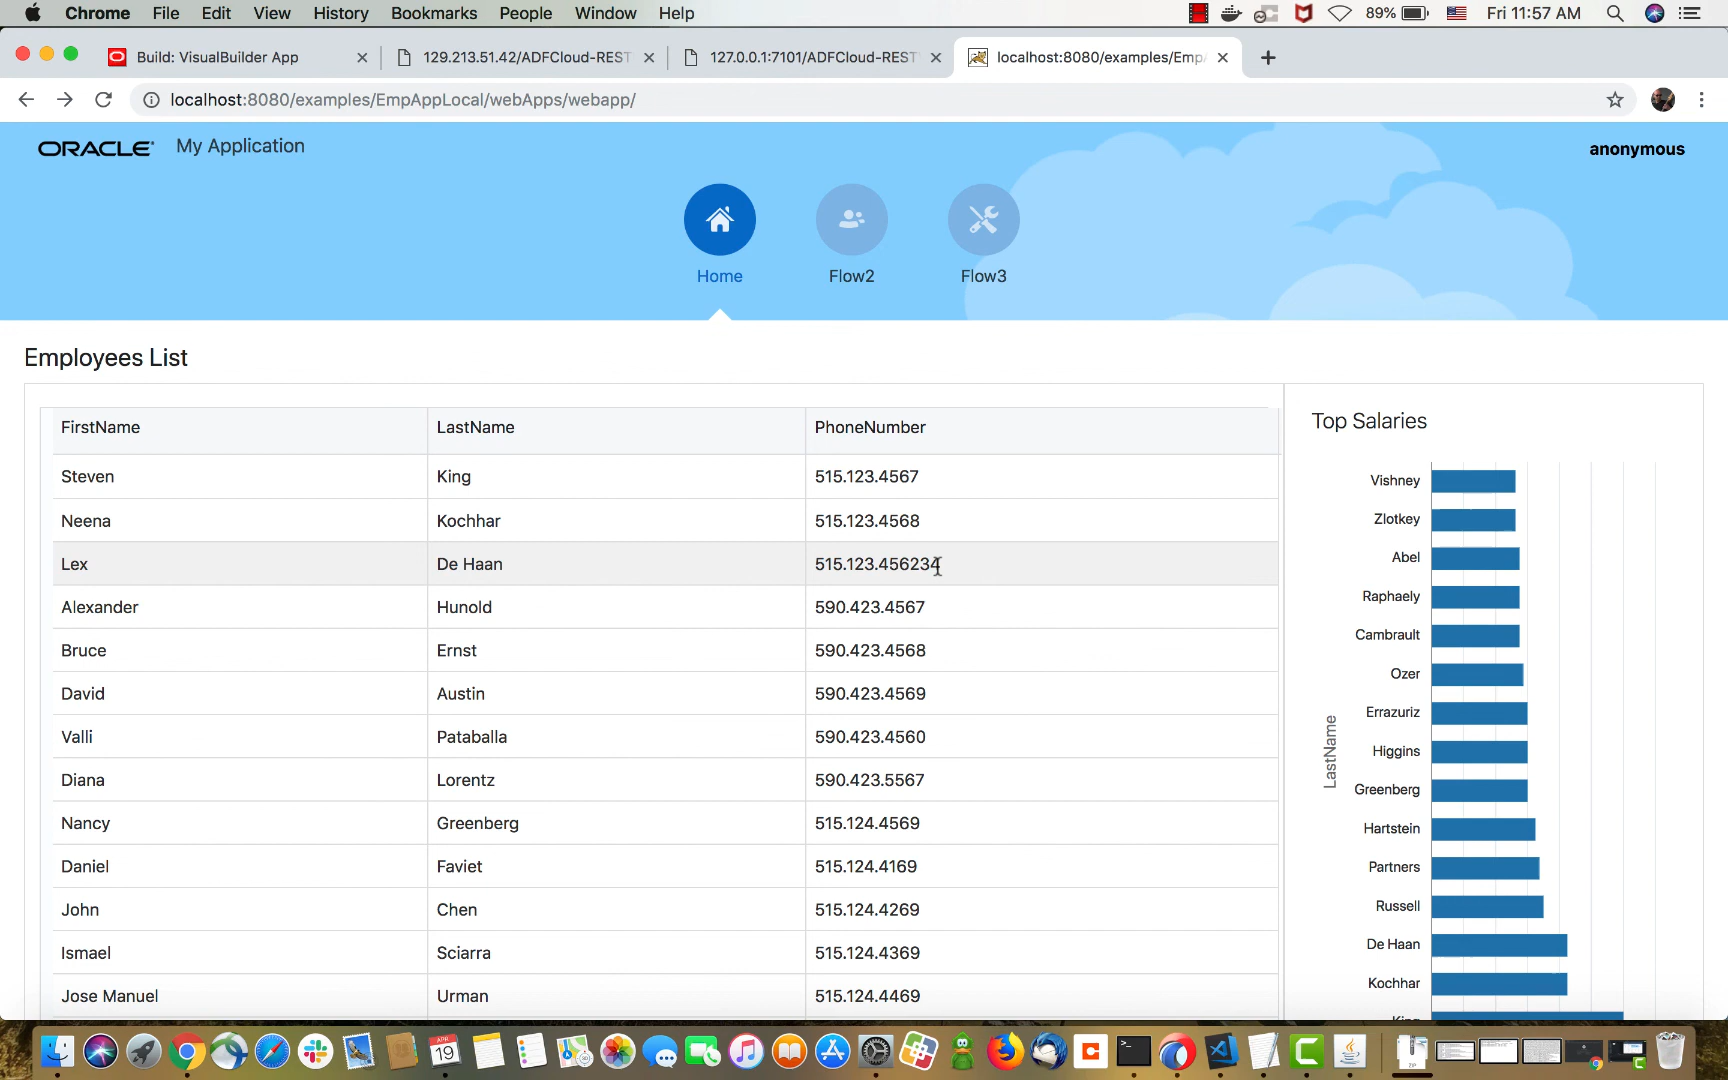 Chrome File Edit View History Bookmarks People Window Help 89% Fri 11:57 AM
Build: VisualBuilder App 129.213.51.42/ADFCloud-REST 127.0.0.1:7101/ADFCloud-REST localhost:8080/examples/Emp
localhost:8080/examples/EmpAppLocal/webApps/webapp/
ORACLE My Application anonymous
Home Flow2 Flow3
Employees List
FirstName LastName PhoneNumber
Steven King 515.123.4567
Neena Kochhar 515.123.4568
Lex De Haan 515.123.456234
Alexander Hunold 590.423.4567
Bruce Ernst 590.423.4568
David Austin 590.423.4569
Valli Pataballa 590.423.4560
Diana Lorentz 590.423.5567
Nancy Greenberg 515.124.4569
Daniel Faviet 515.124.4169
John Chen 515.124.4269
Ismael Sciarra 515.124.4369
Jose Manuel Urman 515.124.4469
Top Salaries
LastName
Vishney
Zlotkey
Abel
Raphaely
Cambrault
Ozer
Errazuriz
Higgins
Greenberg
Hartstein
Partners
Russell
De Haan
Kochhar
King
APR
19